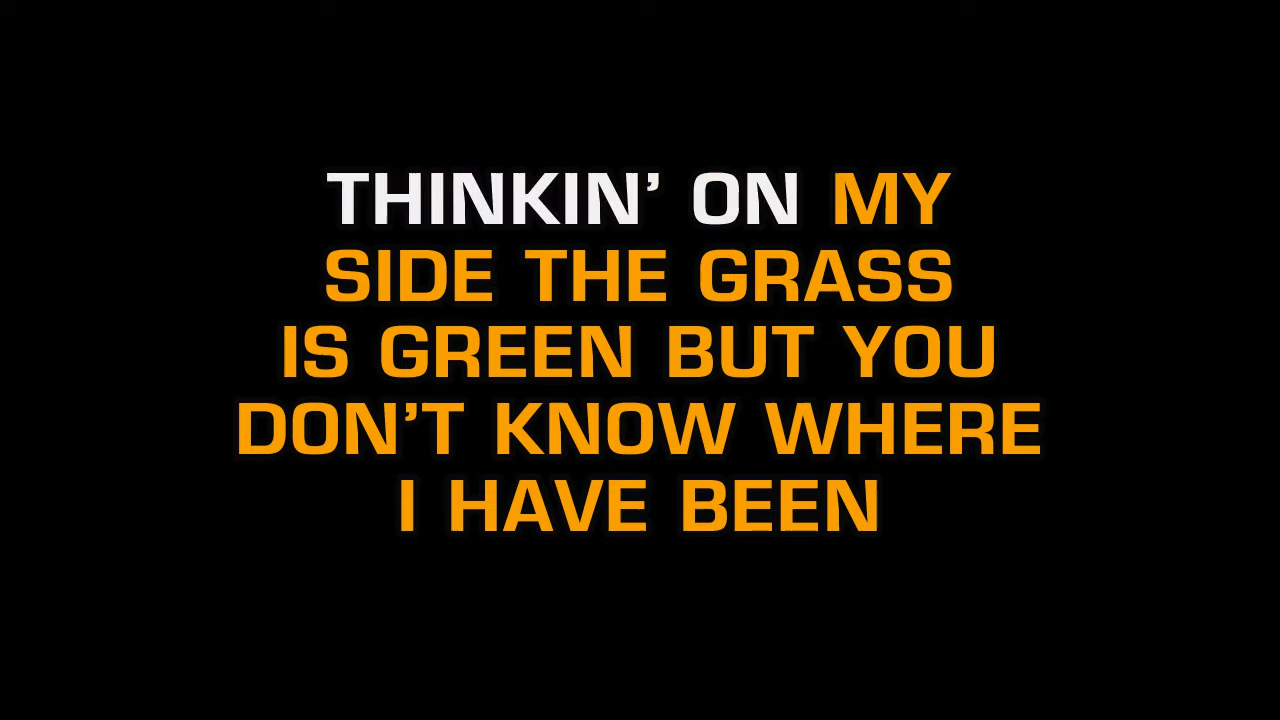 THINKIN’ ON MY
SIDE THE GRASS
IS GREEN BUT YOU
DON’T KNOW WHERE
I HAVE BEEN